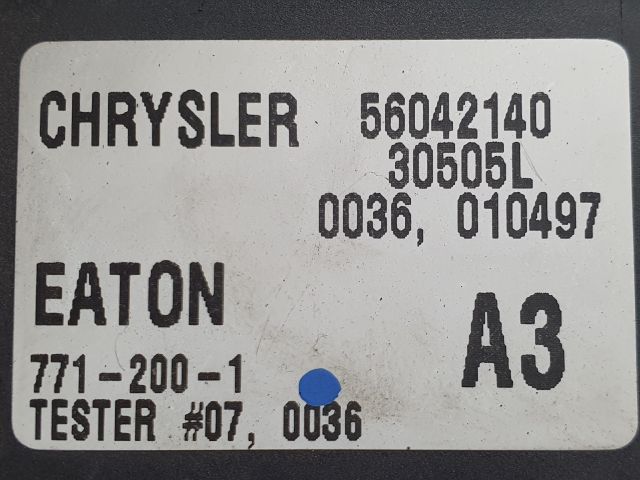 CHRYSLER 56042140
30505L
0036, 010497
EATON
A3
771-200-1
TESTER #07, 0036